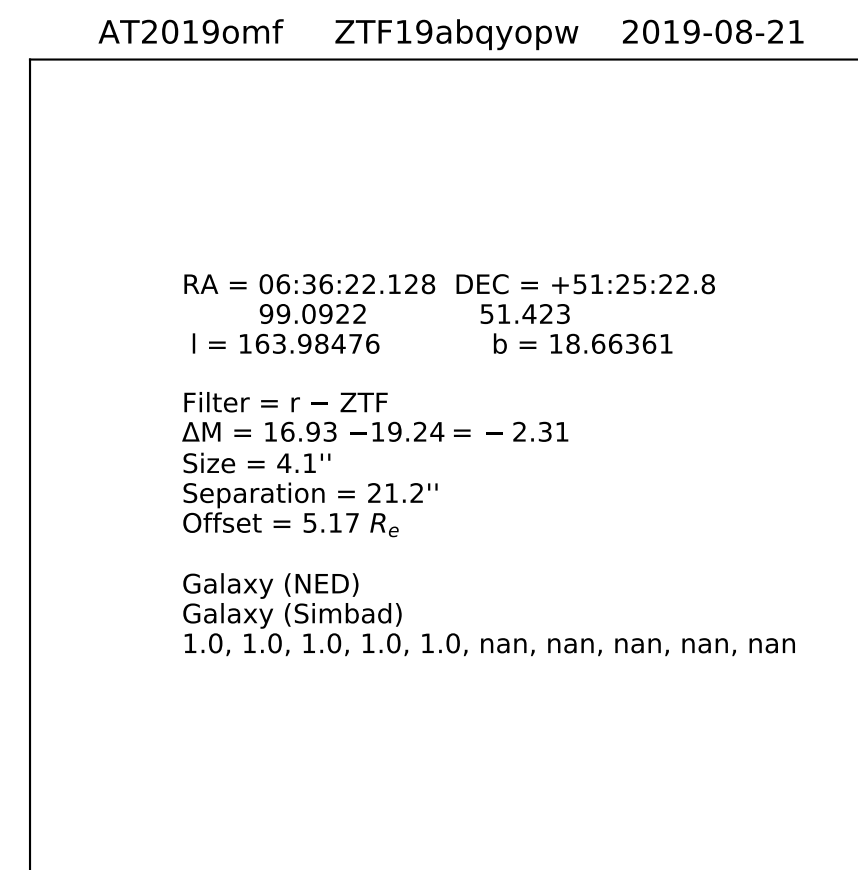 AT2019omf ZTF19abqyopw 2019-08-21
RA = 06:36:22.128 DEC = +51:25:22.8
99.0922 51.423
l = 163.98476 b = 18.66361
Filter = r − ZTF
ΔM = 16.93 −19.24 = − 2.31
Size = 4.1''
Separation = 21.2''
Offset = 5.17 Re
Galaxy (NED)
Galaxy (Simbad)
1.0, 1.0, 1.0, 1.0, 1.0, nan, nan, nan, nan, nan